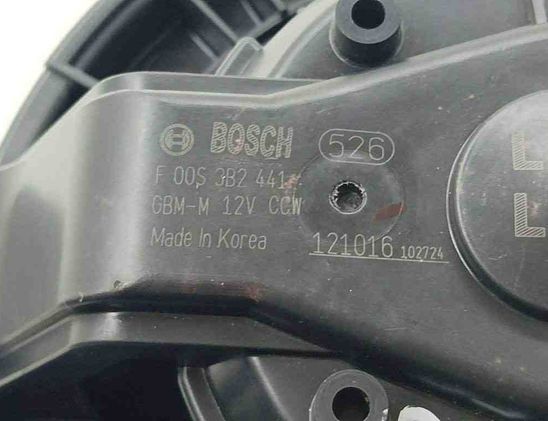 BOSCH 526
F 00S 3B2 441
GBM-M 12V CCW
Made In Korea 121016 102724
L L
L L